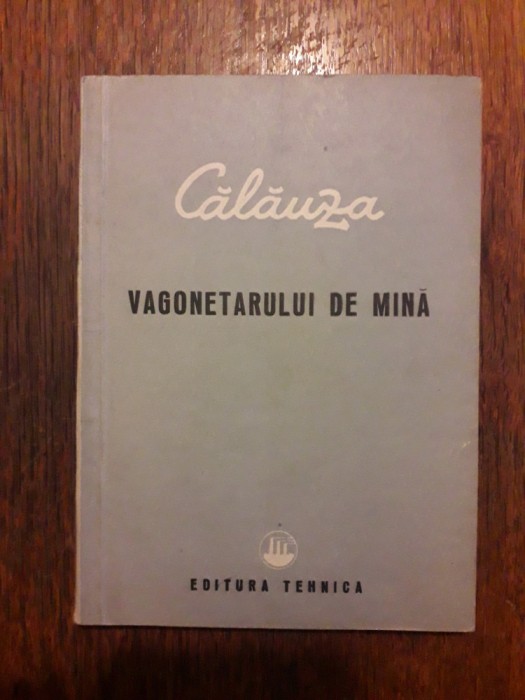 Călăuza
VAGONETARULUI DE MINĂ
EDITURA TEHNICA